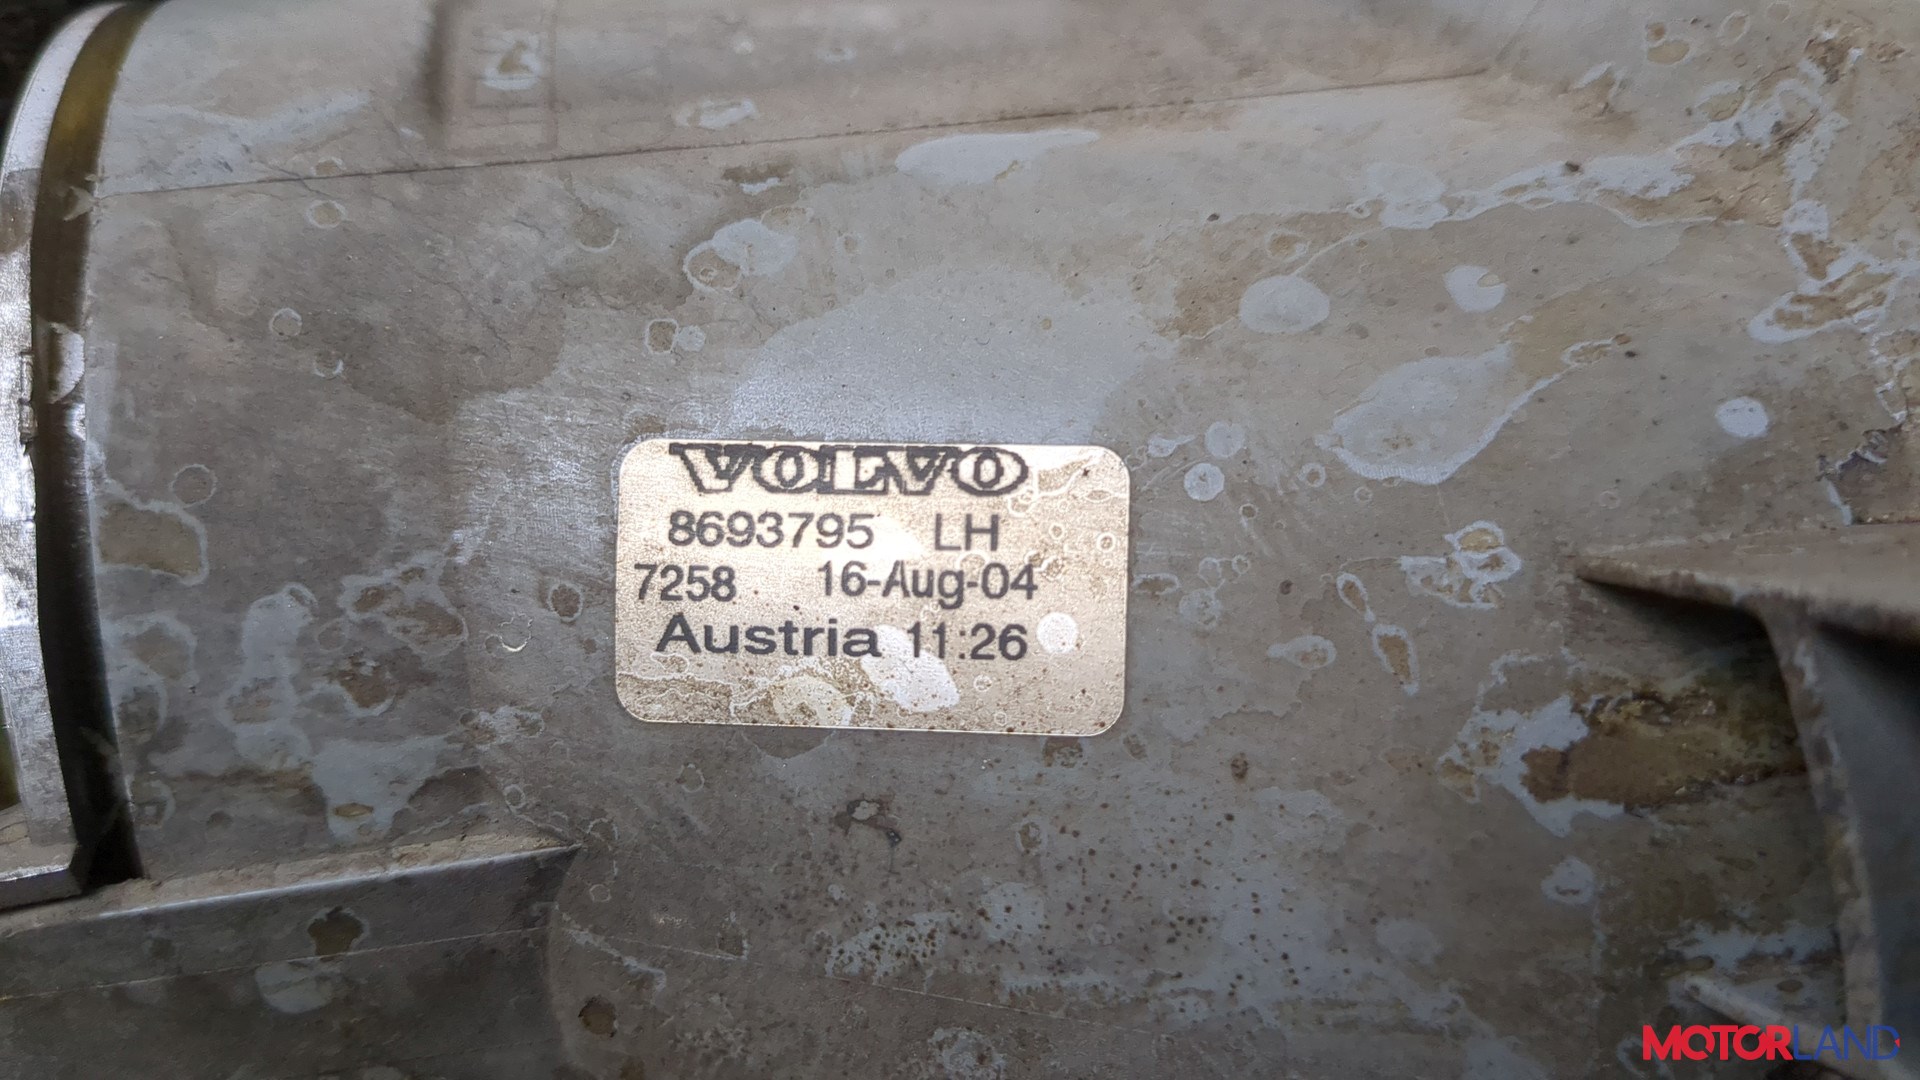 VOLVO
8693795 LH
7258 16-Aug-04
Austria 11:26
MOTORLAND